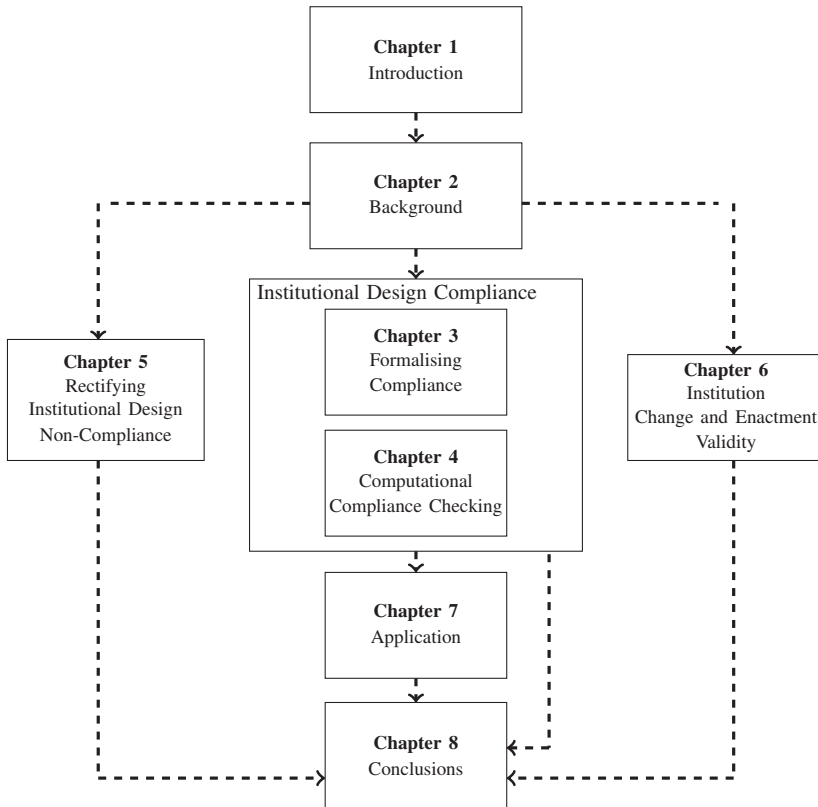 Chapter 1
Introduction
Chapter 2
Background
Institutional Design Compliance
Chapter 3
Formalising
Compliance
Chapter 4
Computational
Compliance Checking
Chapter 5
Rectifying
Institutional Design
Non-Compliance
Chapter 6
Institution
Change and Enactment
Validity
Chapter 7
Application
Chapter 8
Conclusions